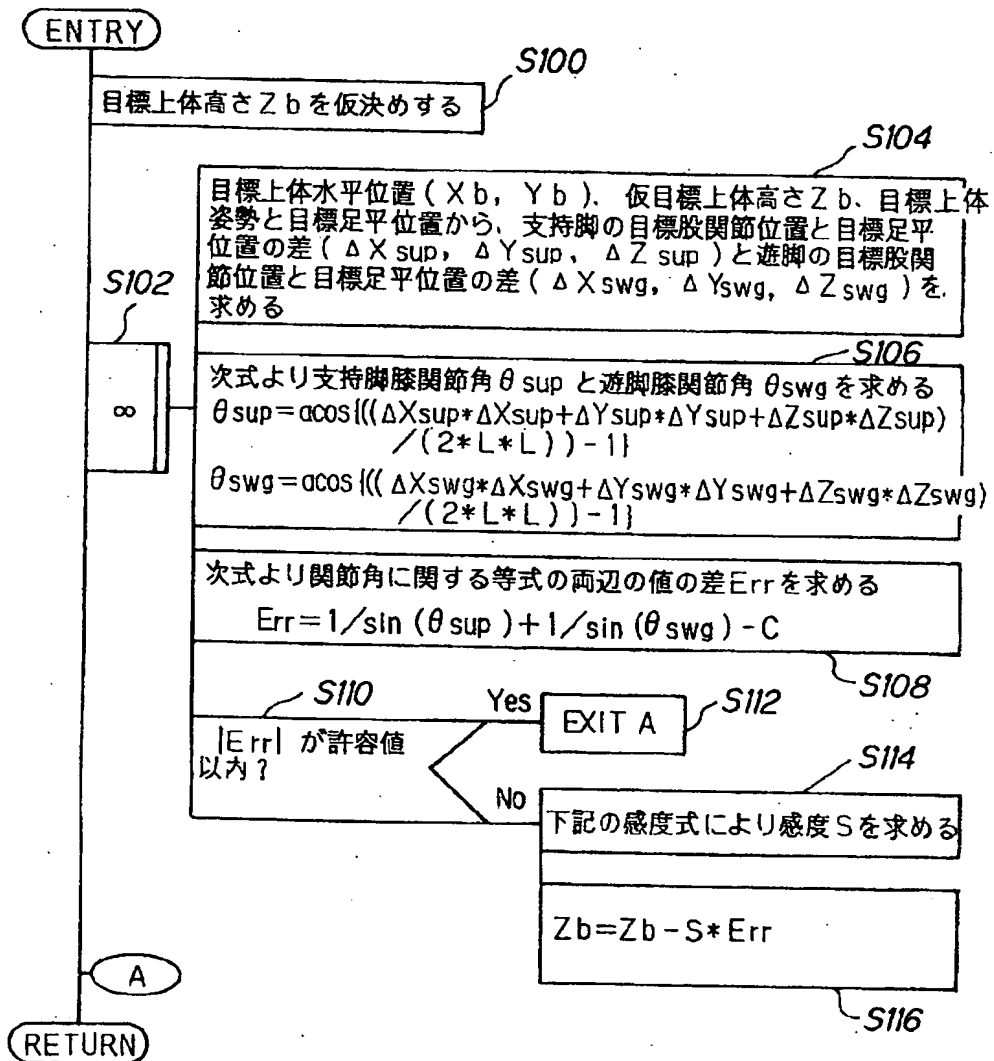 ENTRY
S100
目標上体高さZbを仮決めする
S104
目標上体水平位置(Xb, Yb)、仮目標上体高さZb、目標上体
姿勢と目標足平位置から、支持脚の目標股関節位置と目標足平
位置の差(ΔXsup, ΔYsup, ΔZsup)と遊脚の目標股関
節位置と目標足平位置の差(ΔXswg, ΔYswg, ΔZswg)を
求める
S102
∞
S106
次式より支持脚膝関節角θsupと遊脚膝関節角θswgを求める
θsup=acos{((ΔXsup*ΔXsup+ΔYsup*ΔYsup+ΔZsup*ΔZsup)
/(2*L*L))-1}
θswg=acos{((ΔXswg*ΔXswg+ΔYswg*ΔYswg+ΔZswg*ΔZswg)
/(2*L*L))-1}
次式より関節角に関する等式の両辺の値の差Errを求める
Err=1/sin(θsup)+1/sin(θswg)-C
S108
S110
|Err|が許容値
以内?
Yes
EXIT A
S112
No
S114
下記の感度式により感度Sを求める
Zb=Zb-S*Err
S116
A
RETURN